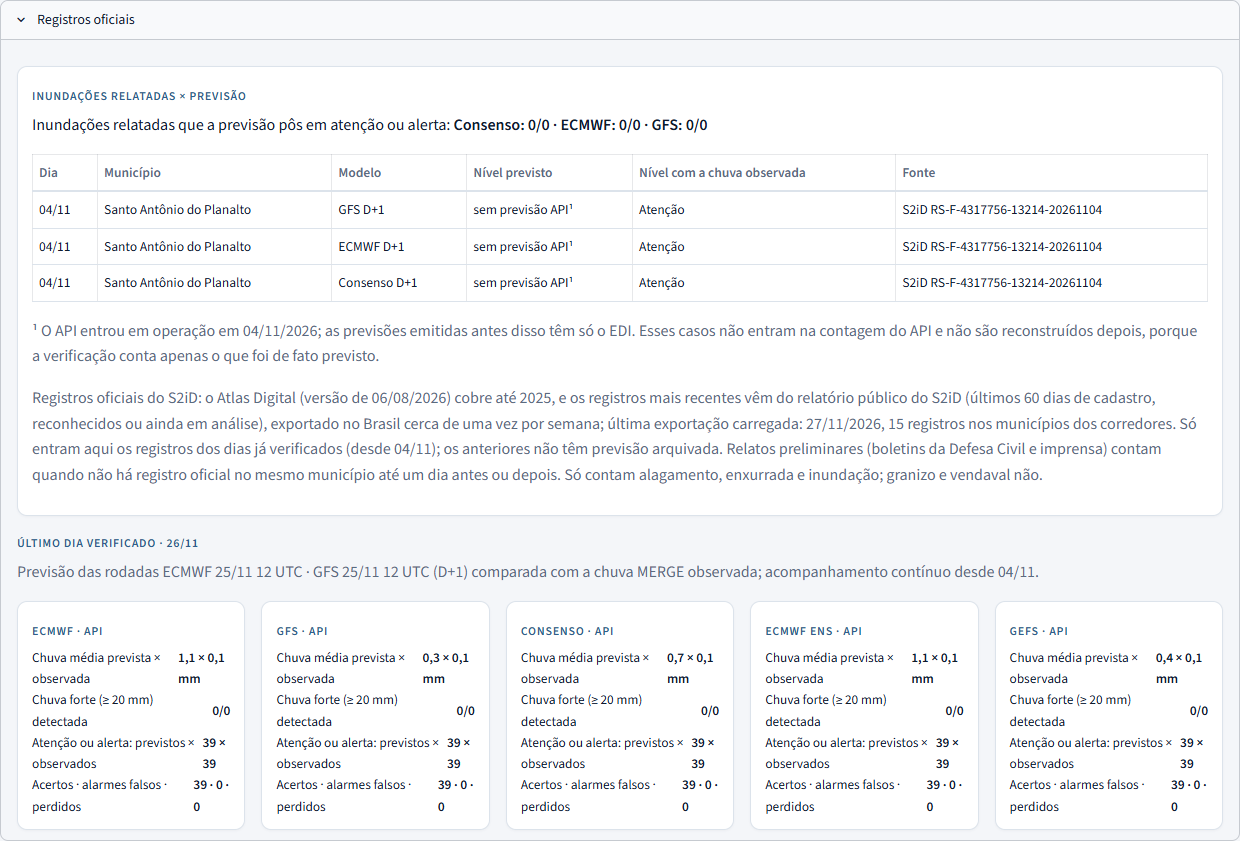 Registros oficiais
INUNDAÇÕES RELATADAS × PREVISÃO
Inundações relatadas que a previsão pôs em atenção ou alerta: Consenso: 0/0 · ECMWF: 0/0 · GFS: 0/0
Dia Município Modelo Nível previsto Nível com a chuva observada Fonte
04/11 Santo Antônio do Planalto GFS D+1 sem previsão API¹ Atenção S2iD RS-F-4317756-13214-20261104
04/11 Santo Antônio do Planalto ECMWF D+1 sem previsão API¹ Atenção S2iD RS-F-4317756-13214-20261104
04/11 Santo Antônio do Planalto Consenso D+1 sem previsão API¹ Atenção S2iD RS-F-4317756-13214-20261104
¹ O API entrou em operação em 04/11/2026; as previsões emitidas antes disso têm só o EDI. Esses casos não entram na contagem do API e não são reconstruídos depois, porque
a verificação conta apenas o que foi de fato previsto.
Registros oficiais do S2iD: o Atlas Digital (versão de 06/08/2026) cobre até 2025, e os registros mais recentes vêm do relatório público do S2iD (últimos 60 dias de cadastro,
reconhecidos ou ainda em análise), exportado no Brasil cerca de uma vez por semana; última exportação carregada: 27/11/2026, 15 registros nos municípios dos corredores. Só
entram aqui os registros dos dias já verificados (desde 04/11); os anteriores não têm previsão arquivada. Relatos preliminares (boletins da Defesa Civil e imprensa) contam
quando não há registro oficial no mesmo município até um dia antes ou depois. Só contam alagamento, enxurrada e inundação; granizo e vendaval não.
ÚLTIMO DIA VERIFICADO · 26/11
Previsão das rodadas ECMWF 25/11 12 UTC · GFS 25/11 12 UTC (D+1) comparada com a chuva MERGE observada; acompanhamento contínuo desde 04/11.
ECMWF · API
Chuva média prevista × 1,1 × 0,1
observada mm
Chuva forte (≥ 20 mm)
detectada 0/0
Atenção ou alerta: previstos × 39 ×
observados 39
Acertos · alarmes falsos · 39 · 0 ·
perdidos 0
GFS · API
Chuva média prevista × 0,3 × 0,1
observada mm
Chuva forte (≥ 20 mm)
detectada 0/0
Atenção ou alerta: previstos × 39 ×
observados 39
Acertos · alarmes falsos · 39 · 0 ·
perdidos 0
CONSENSO · API
Chuva média prevista × 0,7 × 0,1
observada mm
Chuva forte (≥ 20 mm)
detectada 0/0
Atenção ou alerta: previstos × 39 ×
observados 39
Acertos · alarmes falsos · 39 · 0 ·
perdidos 0
ECMWF ENS · API
Chuva média prevista × 1,1 × 0,1
observada mm
Chuva forte (≥ 20 mm)
detectada 0/0
Atenção ou alerta: previstos × 39 ×
observados 39
Acertos · alarmes falsos · 39 · 0 ·
perdidos 0
GEFS · API
Chuva média prevista × 0,4 × 0,1
observada mm
Chuva forte (≥ 20 mm)
detectada 0/0
Atenção ou alerta: previstos × 39 ×
observados 39
Acertos · alarmes falsos · 39 · 0 ·
perdidos 0